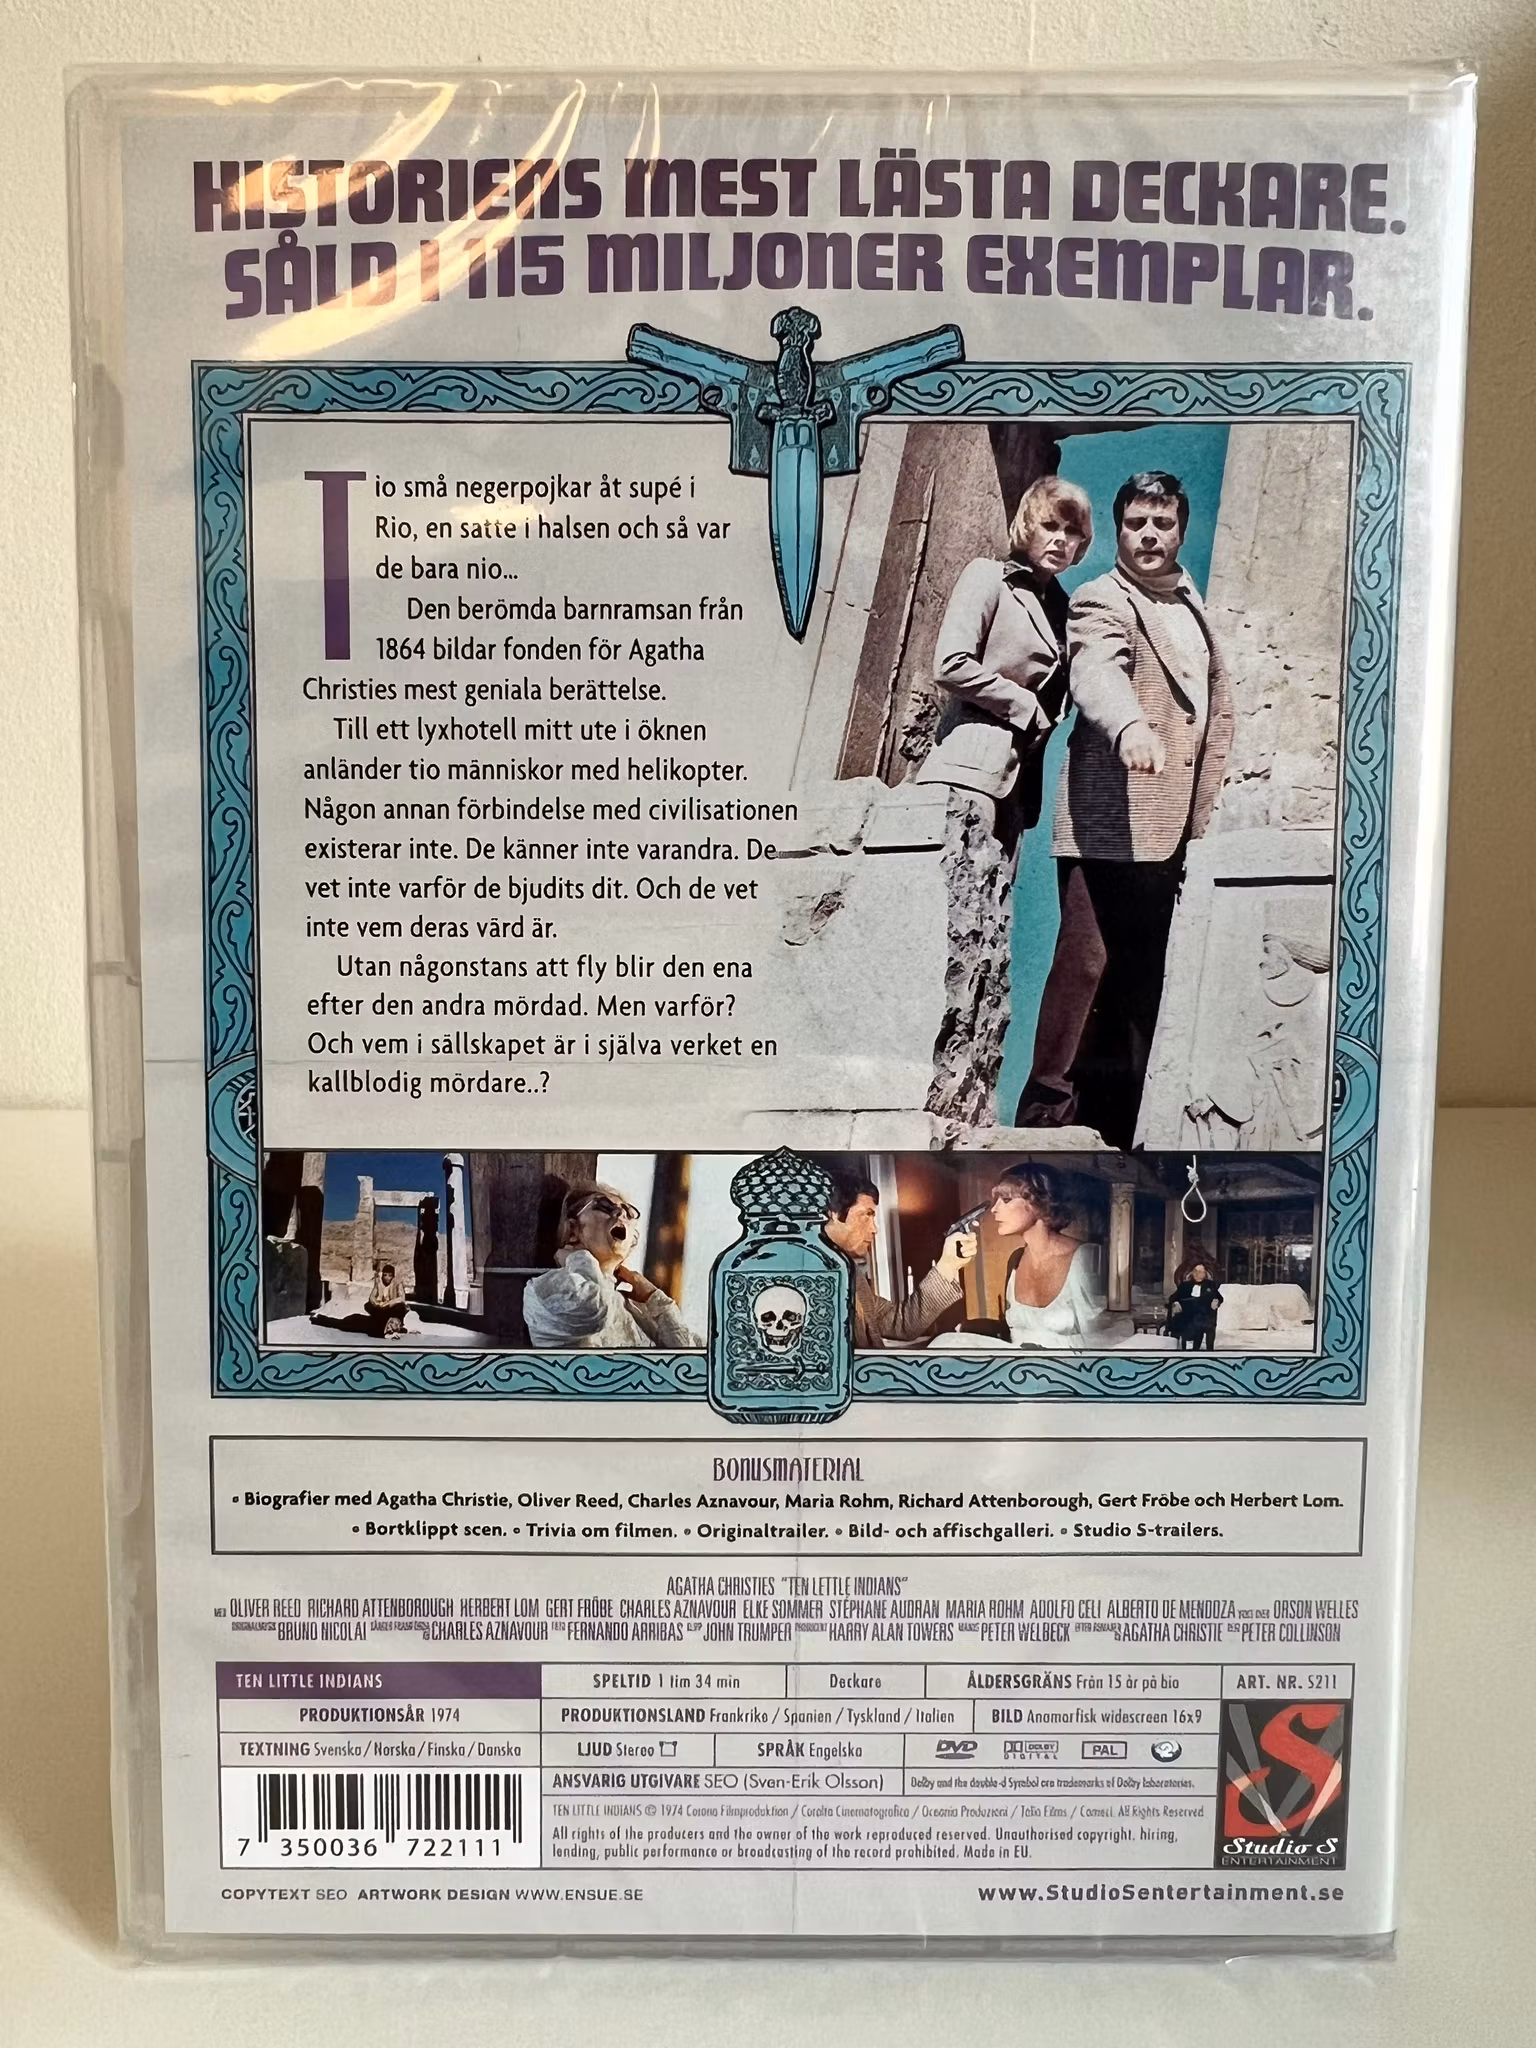 HISTORIENS MEST LÄSTA DECKARE.
SÅLD I 115 MILJONER EXEMPLAR.
Tio små negerpojkar åt supé i
Rio, en satte i halsen och så var
de bara nio...
Den berömda barnramsan från
1864 bildar fonden för Agatha
Christies mest geniala berättelse.
Till ett lyxhotell mitt ute i öknen
anländer tio människor med helikopter.
Någon annan förbindelse med civilisationen
existerar inte. De känner inte varandra. De
vet inte varför de bjudits dit. Och de vet
inte vem deras värd är.
Utan någonstans att fly blir den ena
efter den andra mördad. Men varför?
Och vem i sällskapet är i själva verket en
kallblodig mördare..?
BONUSMATERIAL
• Biografier med Agatha Christie, Oliver Reed, Charles Aznavour, Maria Rohm, Richard Attenborough, Gert Fröbe och Herbert Lom.
• Bortklippt scen. • Trivia om filmen. • Originaltrailer. • Bild- och affischgalleri. • Studio S-trailers.
AGATHA CHRISTIES "TEN LETTLE INDIANS"
MED OLIVER REED RICHARD ATTENBOROUGH HERBERT LOM GERT FRÖBE CHARLES AZNAVOUR ELKE SOMMER STÉPHANE AUDRAN MARIA ROHM ADOLFO CELI ALBERTO DE MENDOZA ORSON WELLES
BRUNO NICOLAI CHARLES AZNAVOUR FOTO FERNANDO ARRIBAS KLIPP JOHN TRUMPER PRODUCENT HARRY ALAN TOWERS MANUS PETER WELBECK AGATHA CHRISTIE PETER COLLINSON
TEN LITTLE INDIANS SPELTID 1 tim 34 min Deckare ÅLDERSGRÄNS Från 15 år på bio ART. NR. S211
PRODUKTIONSÅR 1974 PRODUKTIONSLAND Frankrike / Spanien / Tyskland / Italien BILD Anamorfisk widescreen 16x9
TEXTNING Svenska / Norska / Finska / Danska LJUD Stereo SPRÅK Engelska DVD DOLBY DIGITAL PAL 2
ANSVARIG UTGIVARE SEO (Sven-Erik Olsson) Dolby and the double-d Symbol are trademarks of Dolby laboratories.
TEN LITTLE INDIANS © 1974 Corona Filmproduktion / Coralta Cinematografica / Oceania Produzioni / Talia Films / Comeci. All Rights Reserved
All rights of the producers and the owner of the work reproduced reserved. Unauthorised copyright, hiring,
lending, public performance or broadcasting of the record prohibited. Made in EU.
7 350036 722111
Studio S
ENTERTAINMENT
COPYTEXT SEO ARTWORK DESIGN WWW.ENSUE.SE
www.StudioSentertainment.se